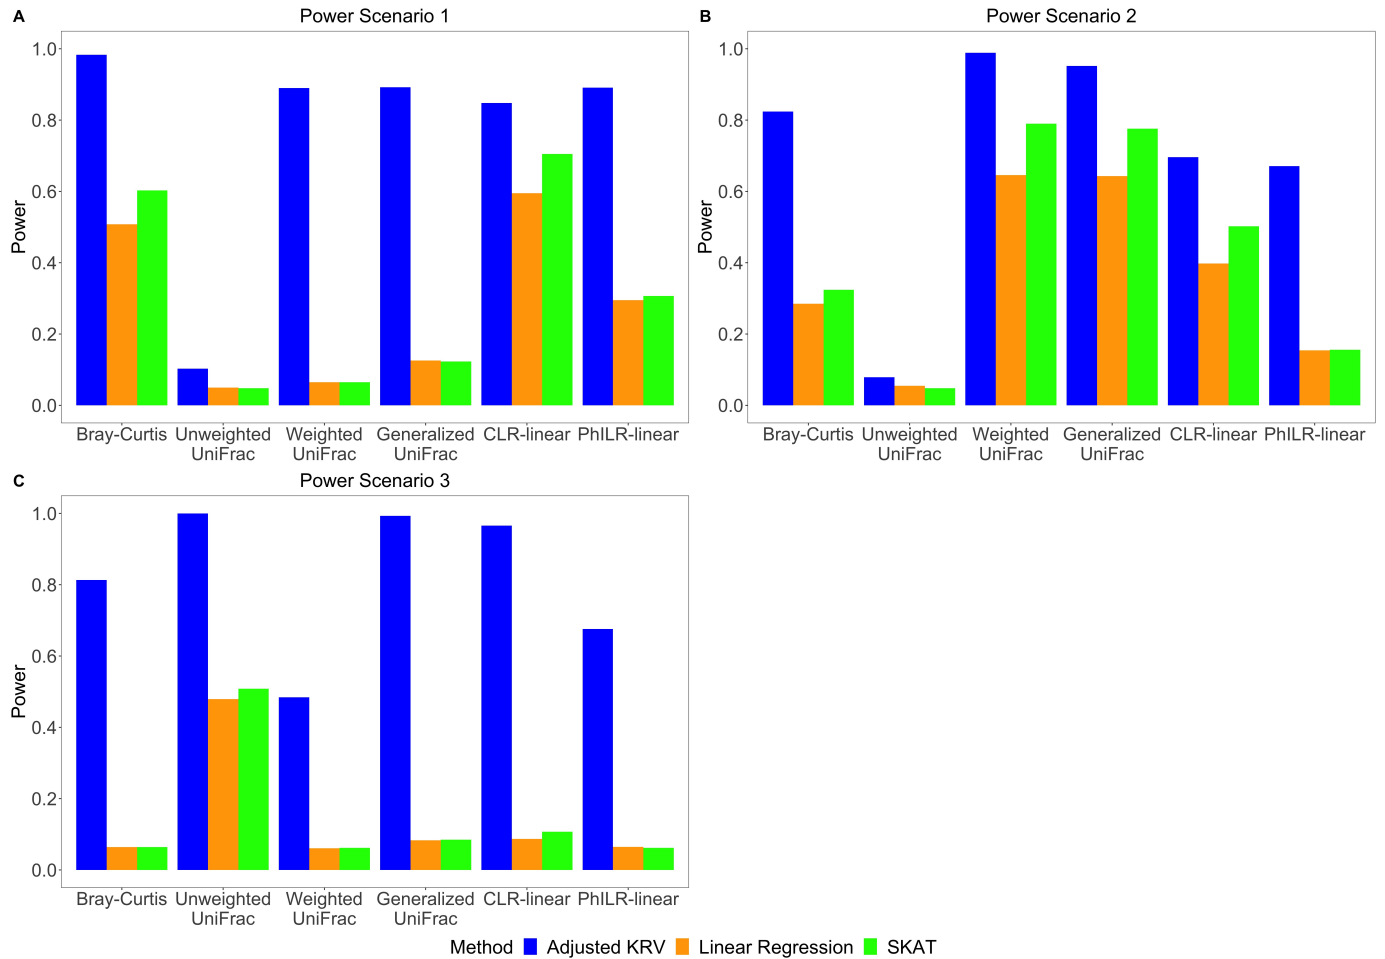 A
Power Scenario 1
Power
1.0
0.8
0.6
0.4
0.2
0.0
Bray-Curtis
Unweighted
UniFrac
Weighted
UniFrac
Generalized
UniFrac
CLR-linear
PhILR-linear
B
Power Scenario 2
Power
1.0
0.8
0.6
0.4
0.2
0.0
Bray-Curtis
Unweighted
UniFrac
Weighted
UniFrac
Generalized
UniFrac
CLR-linear
PhILR-linear
C
Power Scenario 3
Power
1.0
0.8
0.6
0.4
0.2
0.0
Bray-Curtis
Unweighted
UniFrac
Weighted
UniFrac
Generalized
UniFrac
CLR-linear
PhILR-linear
Method Adjusted KRV Linear Regression SKAT